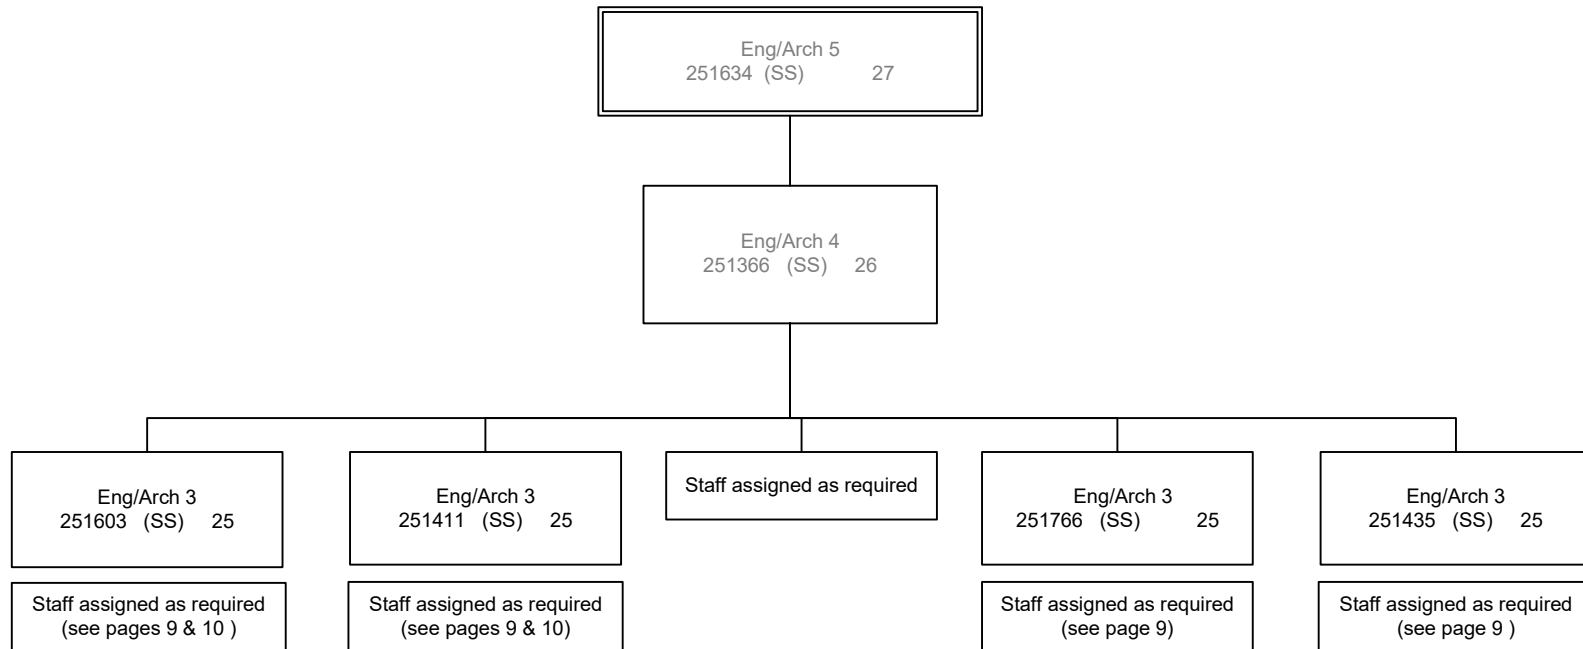 Eng/Arch 5
251634 (SS) 27
Eng/Arch 4
251366 (SS) 26
Eng/Arch 3
251603 (SS) 25
Staff assigned as required
(see pages 9 & 10 )
Eng/Arch 3
251411 (SS) 25
Staff assigned as required
(see pages 9 & 10)
Staff assigned as required
Eng/Arch 3
251766 (SS) 25
Staff assigned as required
(see page 9)
Eng/Arch 3
251435 (SS) 25
Staff assigned as required
(see page 9 )